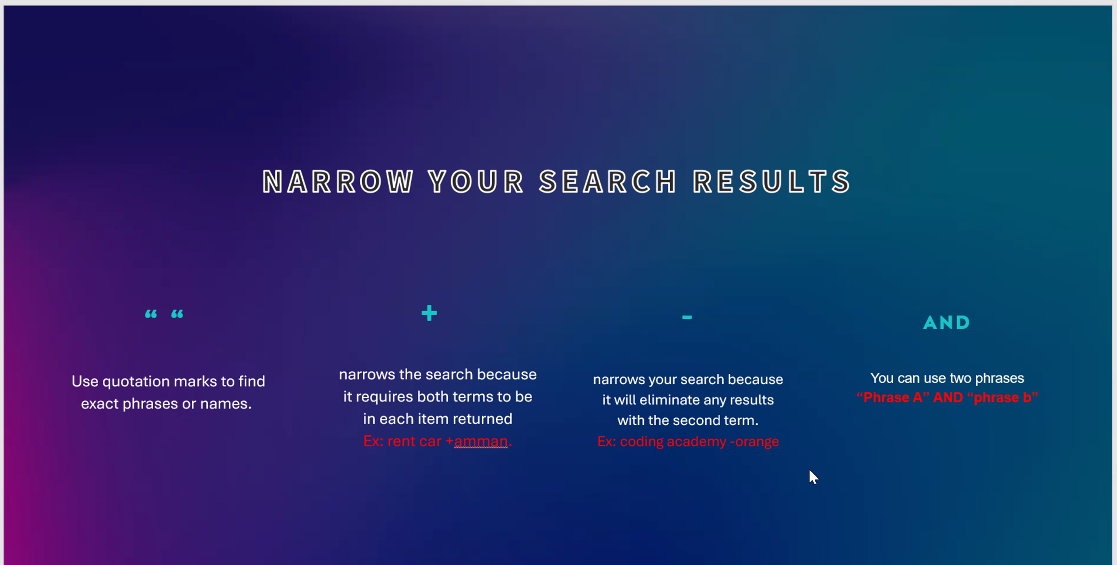 NARROW YOUR SEARCH RESULTS
“ “
Use quotation marks to find
exact phrases or names.
+
narrows the search because
it requires both terms to be
in each item returned
Ex: rent car +amman.
-
narrows your search because
it will eliminate any results
with the second term.
Ex: coding academy -orange
AND
You can use two phrases
“Phrase A” AND “phrase b”